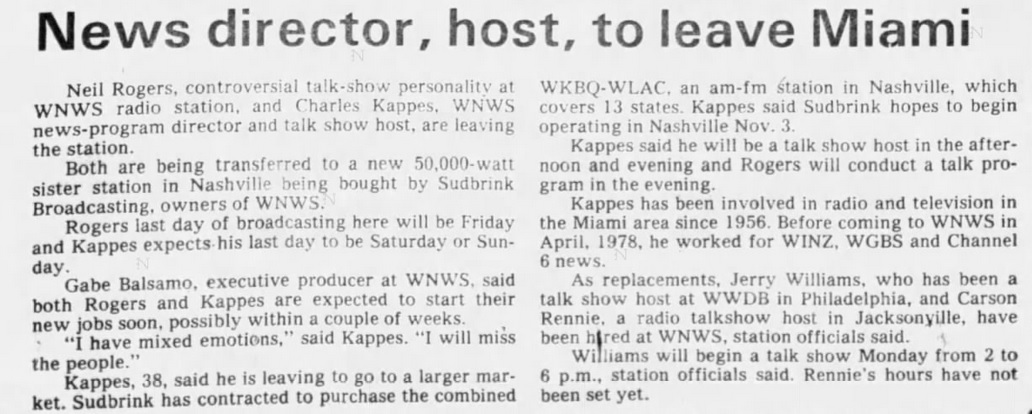 News director, host, to leave Miami
Neil Rogers, controversial talk-show personality at
WNWS radio station, and Charles Kappes, WNWS
news-program director and talk show host, are leaving
the station.
Both are being transferred to a new 50,000-watt
sister station in Nashville being bought by Sudbrink
Broadcasting, owners of WNWS.
Rogers last day of broadcasting here will be Friday
and Kappes expects his last day to be Saturday or Sun-
day.
Gabe Balsamo, executive producer at WNWS, said
both Rogers and Kappes are expected to start their
new jobs soon, possibly within a couple of weeks.
"I have mixed emotions," said Kappes. "I will miss
the people."
Kappes, 38, said he is leaving to go to a larger mar-
ket. Sudbrink has contracted to purchase the combined
WKBQ-WLAC, an am-fm station in Nashville, which
covers 13 states. Kappes said Sudbrink hopes to begin
operating in Nashville Nov. 3.
Kappes said he will be a talk show host in the after-
noon and evening and Rogers will conduct a talk pro-
gram in the evening.
Kappes has been involved in radio and television in
the Miami area since 1956. Before coming to WNWS in
April, 1978, he worked for WINZ, WGBS and Channel
6 news.
As replacements, Jerry Williams, who has been a
talk show host at WWDB in Philadelphia, and Carson
Rennie, a radio talkshow host in Jacksonville, have
been hired at WNWS, station officials said.
Williams will begin a talk show Monday from 2 to
6 p.m., station officials said. Rennie's hours have not
been set yet.